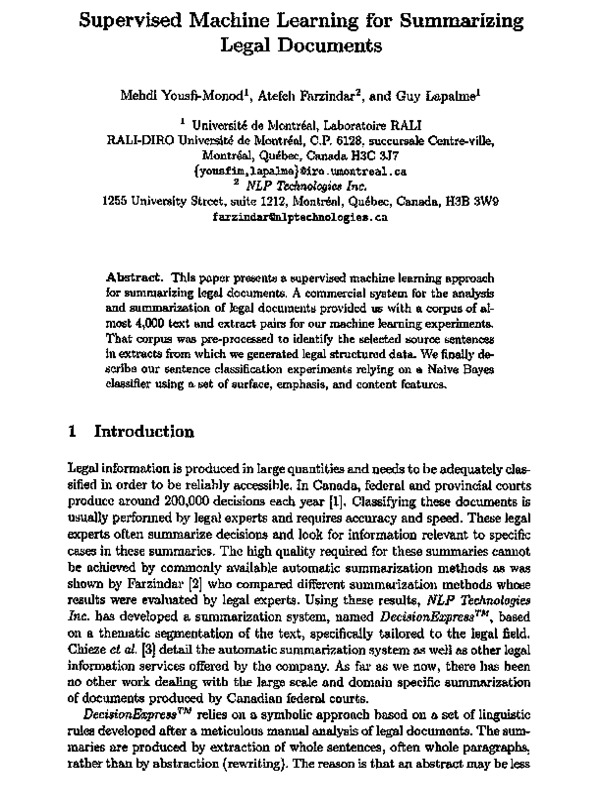 Supervised Machine Learning for Summarizing
Legal Documents
Mehdi Yousfi-Monod¹, Atefeh Farzindar², and Guy Lapalme¹
¹ Université de Montréal, Laboratoire RALI
RALI-DIRO Université de Montréal, C.P. 6128, succursale Centre-ville,
Montréal, Québec, Canada H3C 3J7
{yousfim,lapalme}@iro.umontreal.ca
² NLP Technologies Inc.
1255 University Street, suite 1212, Montréal, Québec, Canada, H3B 3W9
farzindar@nlptechnologies.ca
Abstract. This paper presents a supervised machine learning approach
for summarizing legal documents. A commercial system for the analysis
and summarization of legal documents provided us with a corpus of al-
most 4,000 text and extract pairs for our machine learning experiments.
That corpus was pre-processed to identify the selected source sentences
in extracts from which we generated legal structured data. We finally de-
scribe our sentence classification experiments relying on a Naive Bayes
classifier using a set of surface, emphasis, and content features.
1 Introduction
Legal information is produced in large quantities and needs to be adequately clas-
sified in order to be reliably accessible. In Canada, federal and provincial courts
produce around 200,000 decisions each year [1]. Classifying these documents is
usually performed by legal experts and requires accuracy and speed. These legal
experts often summarize decisions and look for information relevant to specific
cases in these summaries. The high quality required for these summaries cannot
be achieved by commonly available automatic summarization methods as was
shown by Farzindar [2] who compared different summarization methods whose
results were evaluated by legal experts. Using these results, NLP Technologies
Inc. has developed a summarization system, named DecisionExpress™, based
on a thematic segmentation of the text, specifically tailored to the legal field.
Chieze et al. [3] detail the automatic summarization system as well as other legal
information services offered by the company. As far as we now, there has been
no other work dealing with the large scale and domain specific summarization
of documents produced by Canadian federal courts.
DecisionExpress™ relies on a symbolic approach based on a set of linguistic
rules developed after a meticulous manual analysis of legal documents. The sum-
maries are produced by extraction of whole sentences, often whole paragraphs,
rather than by abstraction (rewriting). The reason is that an abstract may be less